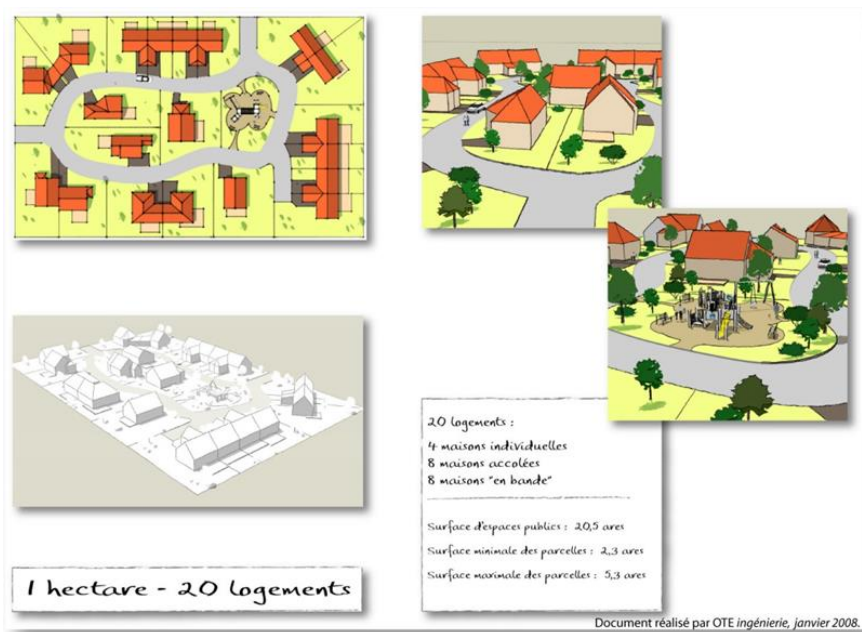 20 logements :
4 maisons individuelles
8 maisons accolées
8 maisons "en bande"
Surface d'espaces publics : 20,5 ares
Surface minimale des parcelles : 2,3 ares
Surface maximale des parcelles : 5,3 ares
1 hectare - 20 logements
Document réalisé par OTE ingénierie, janvier 2008.